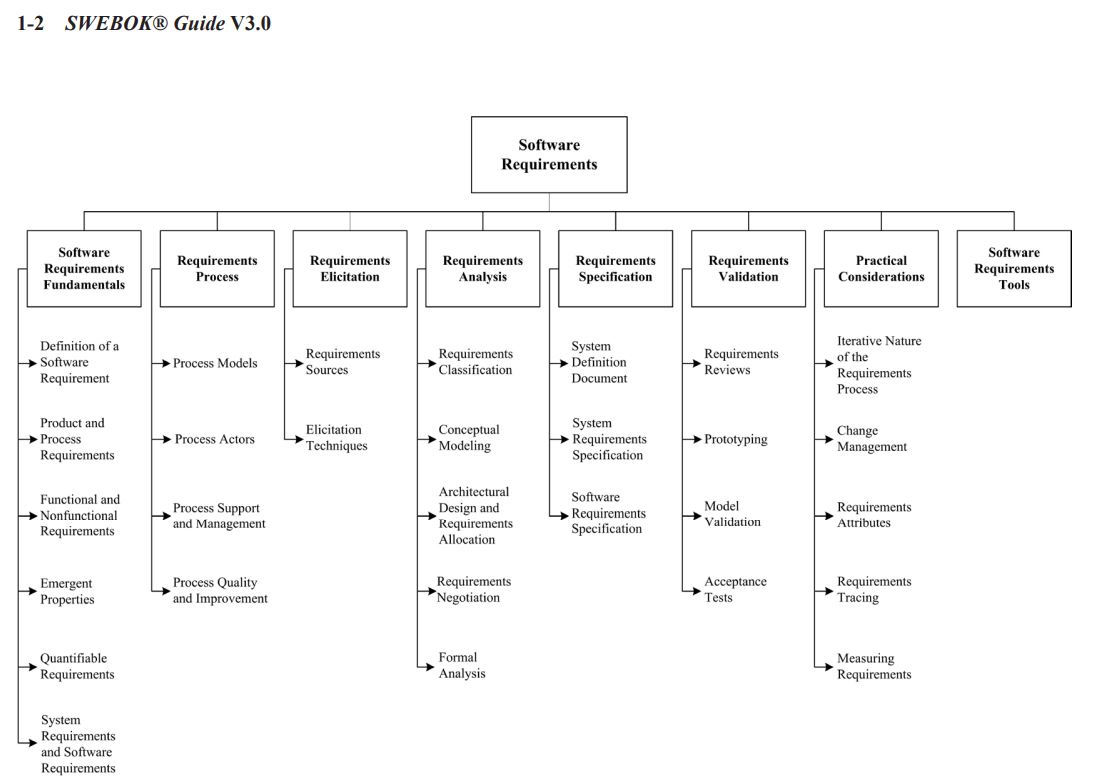 1-2 SWEBOK® Guide V3.0
Software
Requirements
Software
Requirements
Fundamentals
Requirements
Process
Requirements
Elicitation
Requirements
Analysis
Requirements
Specification
Requirements
Validation
Practical
Considerations
Software
Requirements
Tools
Definition of a
Software
Requirement
Product and
Process
Requirements
Functional and
Nonfunctional
Requirements
Emergent
Properties
Quantifiable
Requirements
System
Requirements
and Software
Requirements
Process Models
Process Actors
Process Support
and Management
Process Quality
and Improvement
Requirements
Sources
Elicitation
Techniques
Requirements
Classification
Conceptual
Modeling
Architectural
Design and
Requirements
Allocation
Requirements
Negotiation
Formal
Analysis
System
Definition
Document
System
Requirements
Specification
Software
Requirements
Specification
Requirements
Reviews
Prototyping
Model
Validation
Acceptance
Tests
Iterative Nature
of the
Requirements
Process
Change
Management
Requirements
Attributes
Requirements
Tracing
Measuring
Requirements